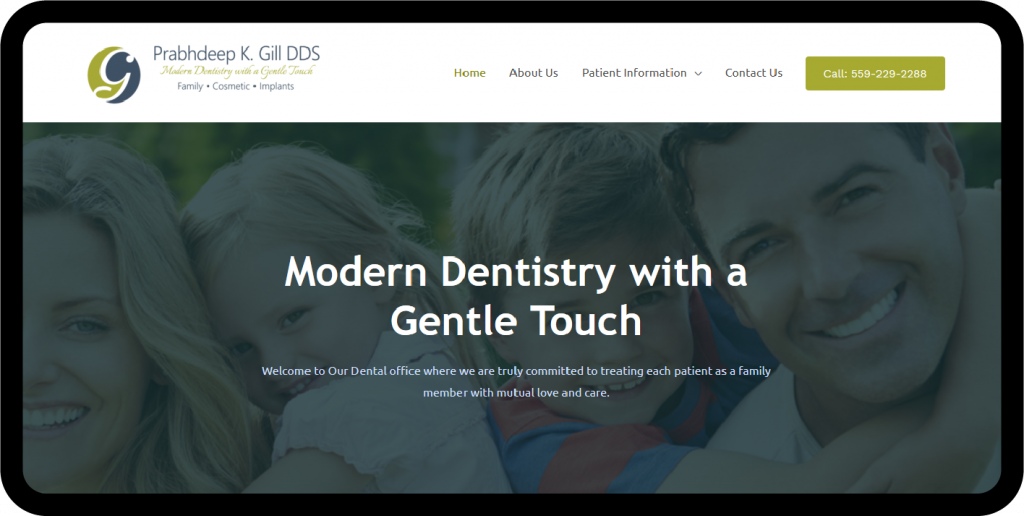 Prabhdeep K. Gill DDS
Modern Dentistry with a Gentle Touch
Family • Cosmetic • Implants
Home About Us Patient Information Contact Us Call: 559-229-2288
Modern Dentistry with a
Gentle Touch
Welcome to Our Dental office where we are truly committed to treating each patient as a family
member with mutual love and care.